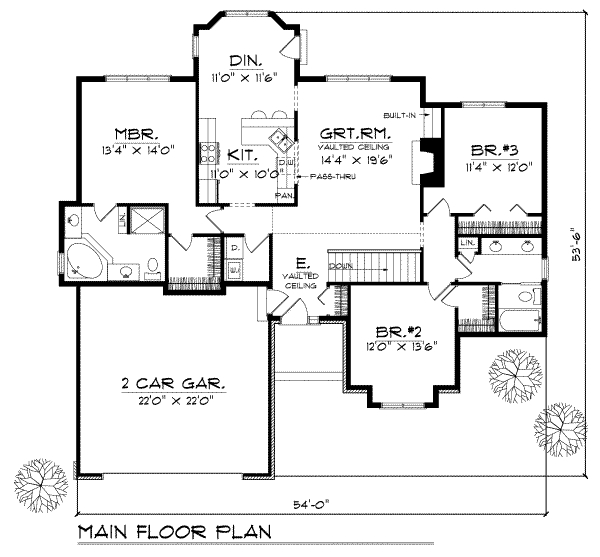 DIN.
11'0" × 11'6"
MBR.
13'4" × 14'0"
KIT.
11'0" × 10'0"
D.W.
PAN.
BUILT-IN
GRT.RM.
VAULTED CEILING
14'4" × 19'6"
PASS-THRU
BR.#3
11'4" × 12'0"
LIN.
D.
W.
E.
VAULTED
CEILING
DOWN
LIN.
BR.#2
12'0" × 13'6"
2 CAR GAR.
22'0" × 22'0"
53'-6"
54'-0"
MAIN FLOOR PLAN